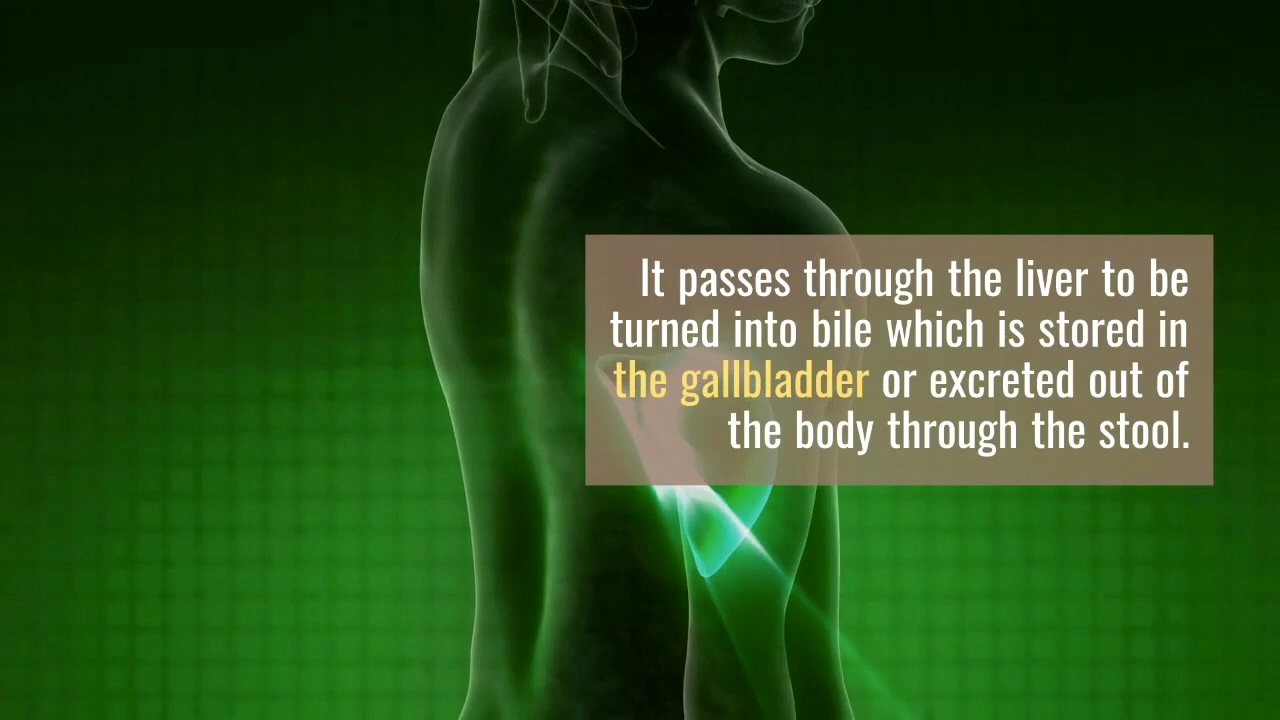 It passes through the liver to be
turned into bile which is stored in
the gallbladder or excreted out of
the body through the stool.